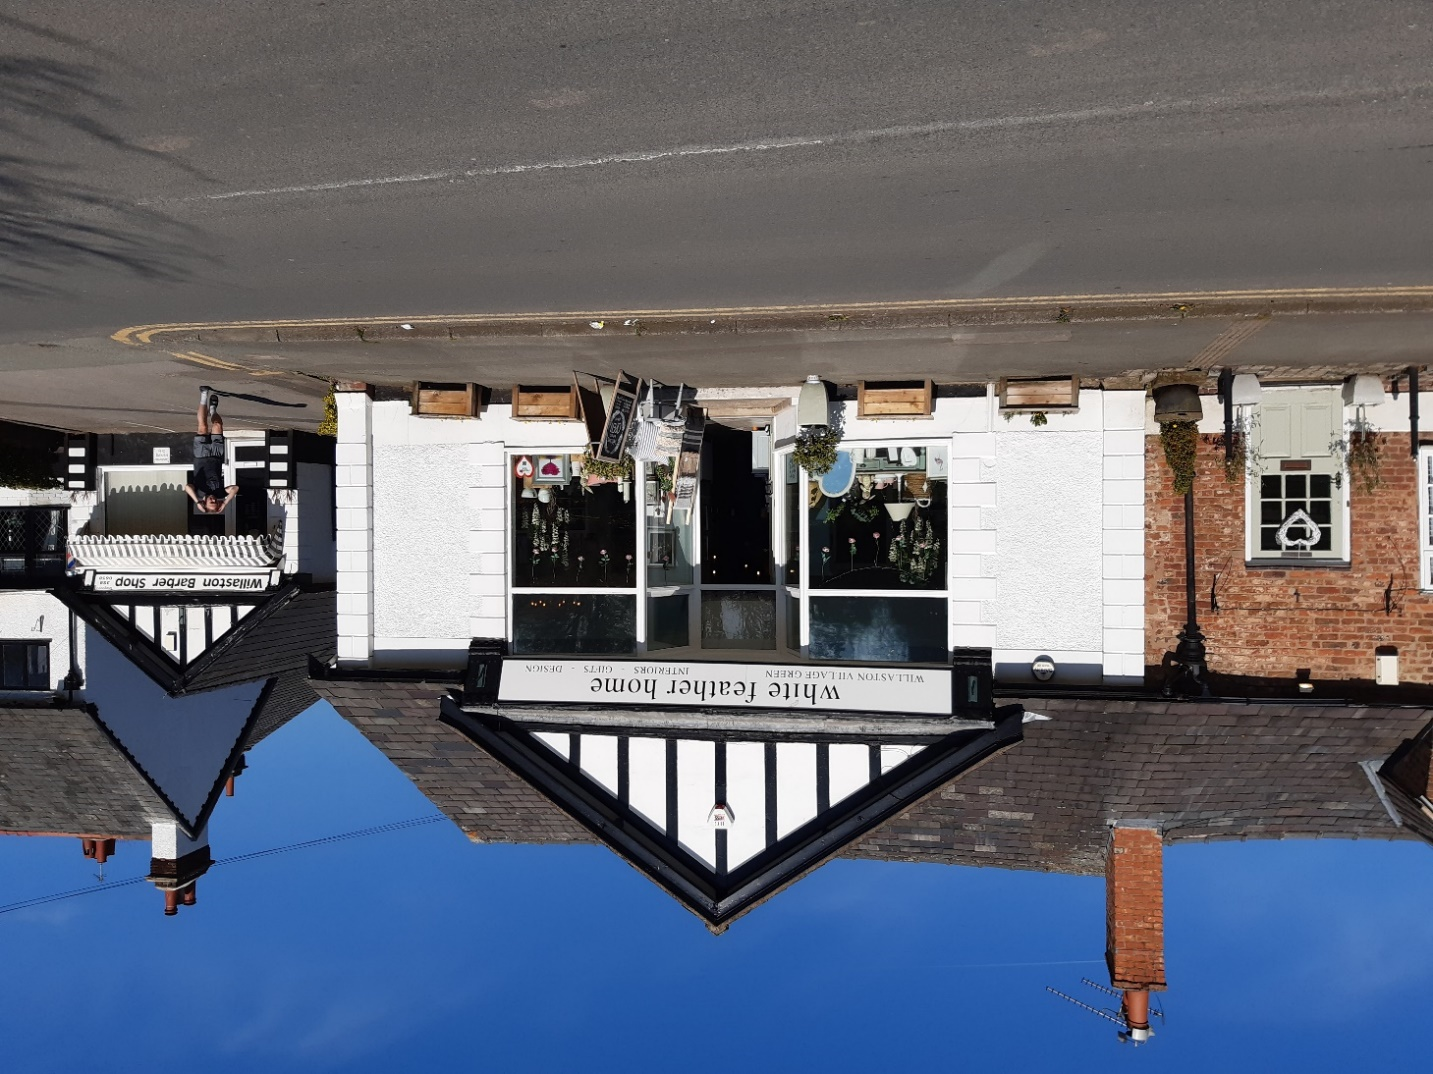 white feather home
WILLASTON VILLAGE GREEN INTERIORS - GIFTS - DESIGN
Willaston Barber Shop